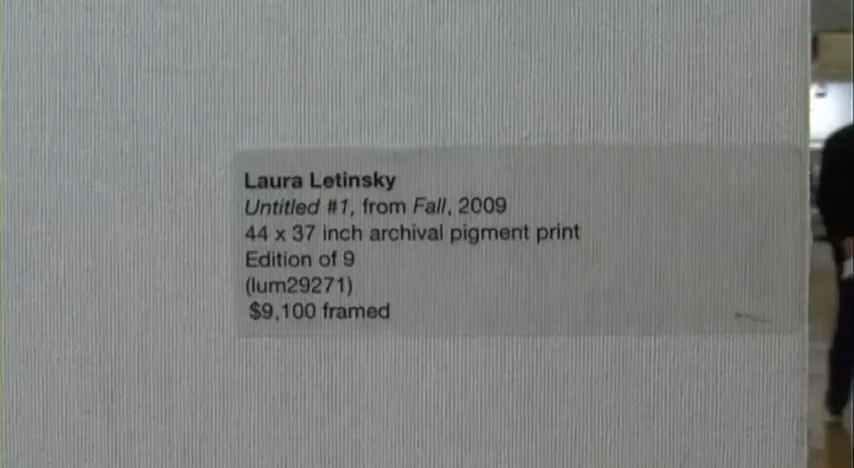 Laura Letinsky
Untitled #1, from Fall, 2009
44 x 37 inch archival pigment print
Edition of 9
(lum29271)
$9,100 framed